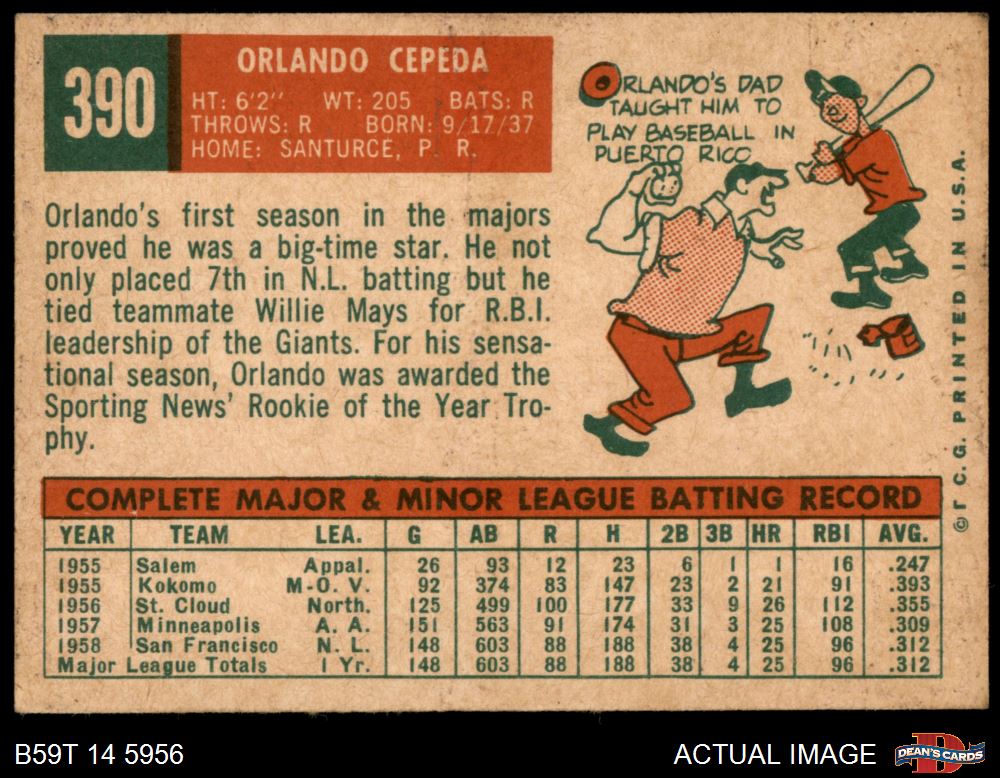 390
ORLANDO CEPEDA
HT: 6'2" WT: 205 BATS: R
THROWS: R BORN: 9/17/37
HOME: SANTURCE, P. R.
ORLANDO'S DAD
TAUGHT HIM TO
PLAY BASEBALL IN
PUERTO RICO
Orlando's first season in the majors
proved he was a big-time star. He not
only placed 7th in N.L. batting but he
tied teammate Willie Mays for R.B.I.
leadership of the Giants. For his sensa-
tional season, Orlando was awarded the
Sporting News' Rookie of the Year Tro-
phy.
© T. C. G. PRINTED IN U.S.A.
COMPLETE MAJOR & MINOR LEAGUE BATTING RECORD
YEAR TEAM LEA. G AB R H 2B 3B HR RBI AVG.
1955 Salem Appal. 26 93 12 23 6 1 1 16 .247
1955 Kokomo M-O. V. 92 374 83 147 23 2 21 91 .393
1956 St. Cloud North. 125 499 100 177 33 9 26 112 .355
1957 Minneapolis A. A. 151 563 91 174 31 3 25 108 .309
1958 San Francisco N. L. 148 603 88 188 38 4 25 96 .312
Major League Totals 1 Yr. 148 603 88 188 38 4 25 96 .312
B59T 14 5956
ACTUAL IMAGE
DEAN'S CARDS